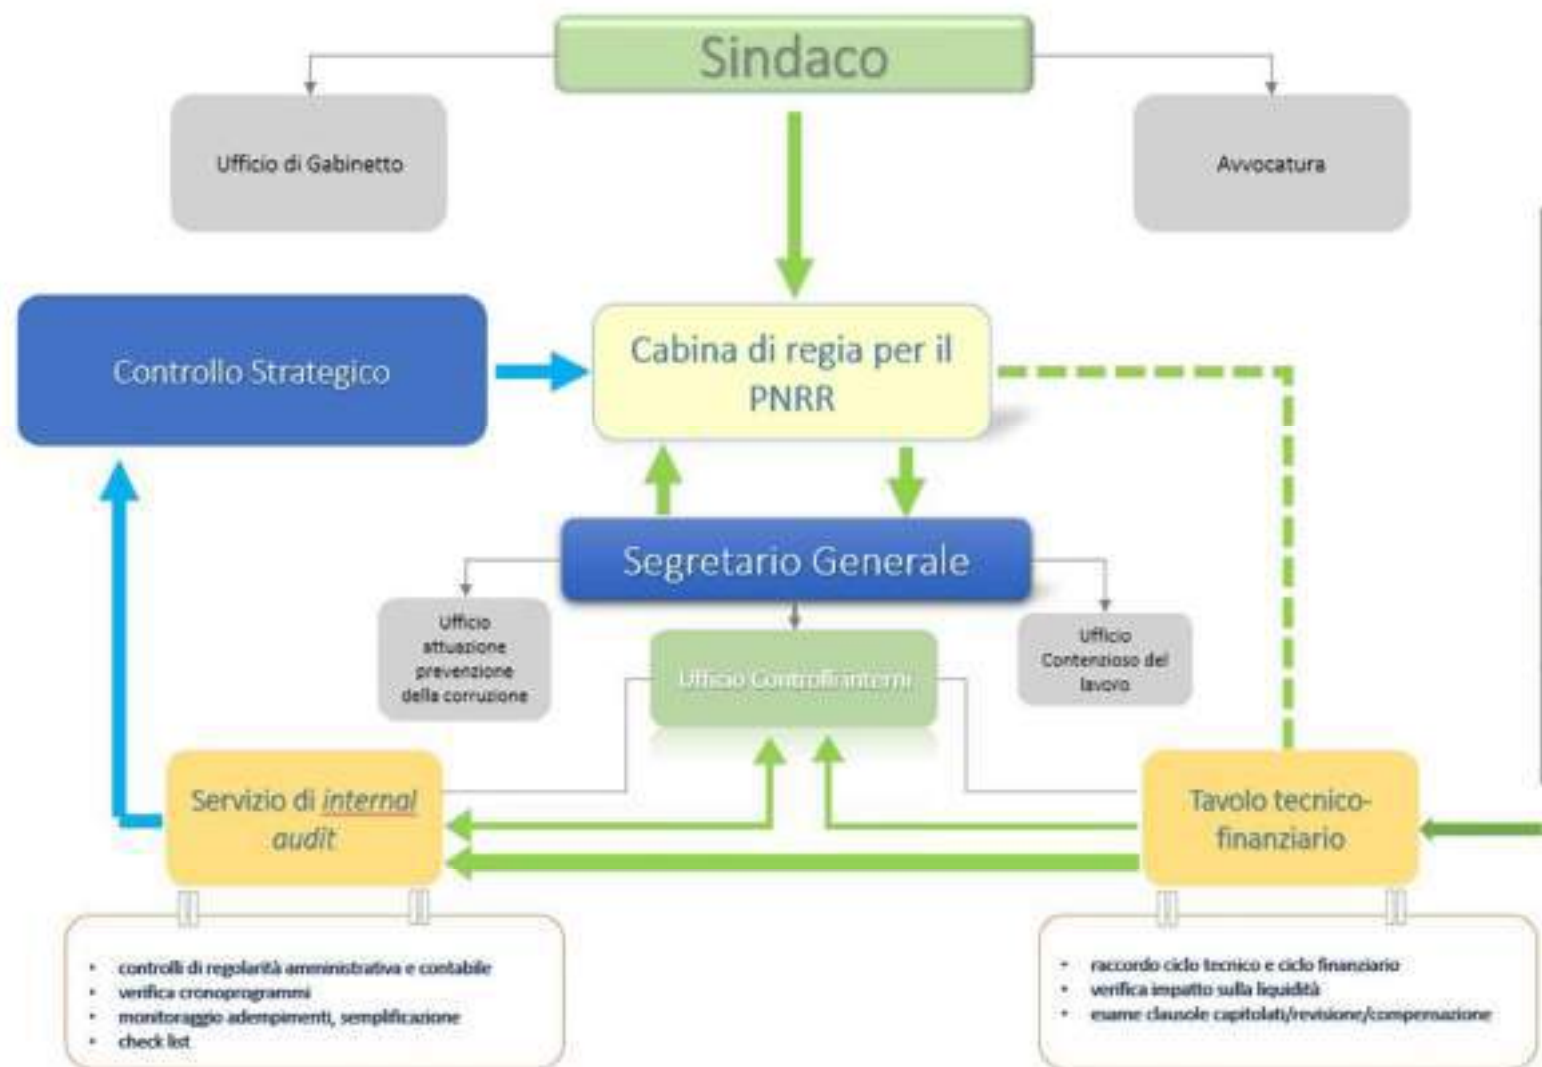 Sindaco
Ufficio di Gabinetto
Avvocatura
Controllo Strategico
Cabina di regia per il
PNRR
Segretario Generale
Ufficio
attuazione
prevenzione
della corruzione
Ufficio Controlli interni
Ufficio
Contenzioso del
lavoro
Servizio di internal
audit
Tavolo tecnico-
finanziario
• controlli di regolarità amministrativa e contabile
• verifica cronoprogrammi
• monitoraggio adempimenti, semplificazione
• check list
• raccordo ciclo tecnico e ciclo finanziario
• verifica impatto sulla liquidità
• esame clausole capitolati/revisione/compensazione